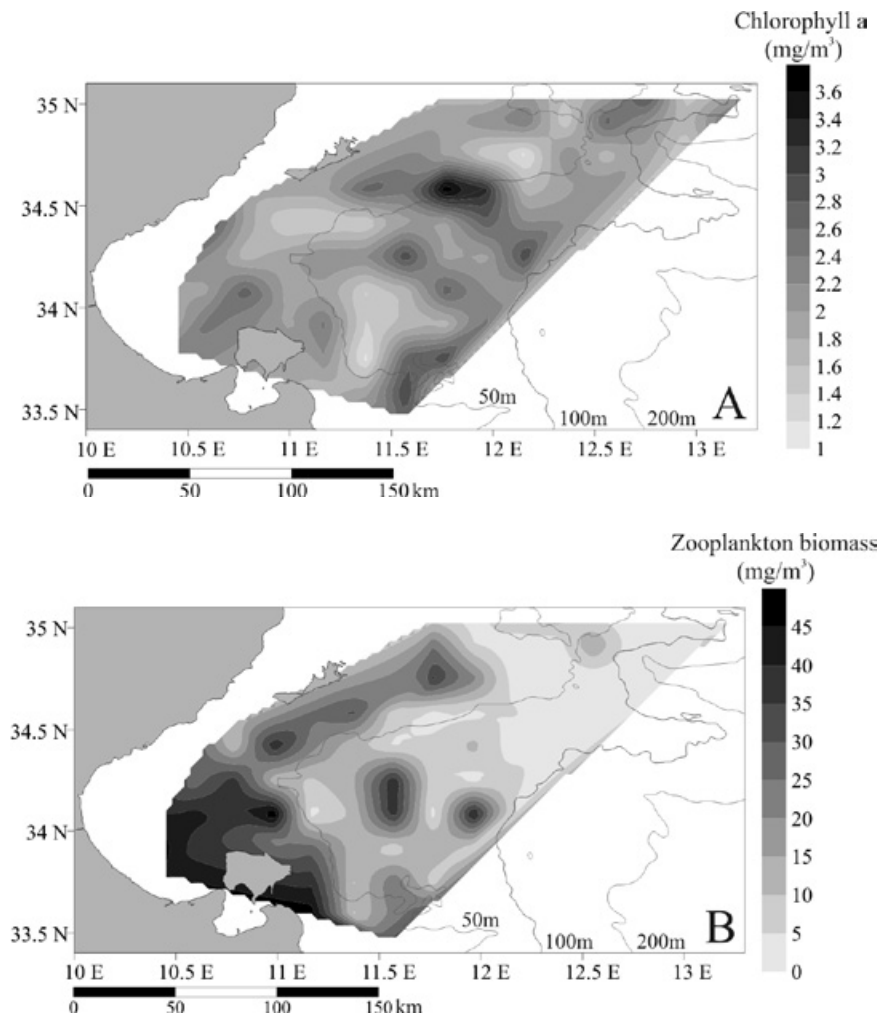 Chlorophyll a
(mg/m³)
35 N
34.5 N
34 N
33.5 N
3.6
3.4
3.2
3
2.8
2.6
2.4
2.2
2
1.8
1.6
1.4
1.2
1
50m
100m
200m
A
10 E
10.5 E
11 E
11.5 E
12 E
12.5 E
13 E
0
50
100
150 km
Zooplankton biomass
(mg/m³)
35 N
34.5 N
34 N
33.5 N
45
40
35
30
25
20
15
10
5
0
50m
100m
200m
B
10 E
10.5 E
11 E
11.5 E
12 E
12.5 E
13 E
0
50
100
150 km